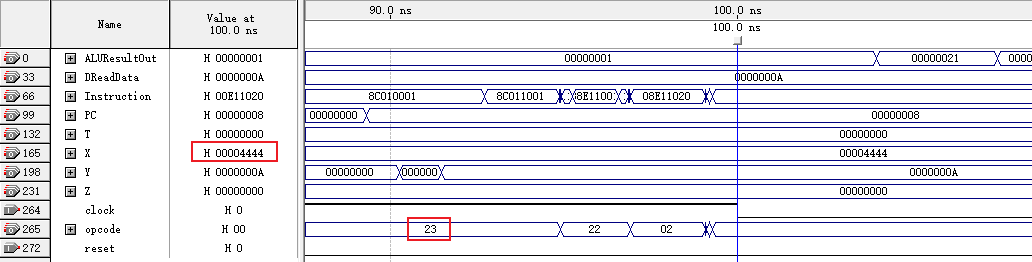 90.0 ns 100.0 ns
Name Value at 100.0 ns 100.0 ns
0 ALUResultOut H 00000001 00000001 00000021 0000
33 DReadData H 0000000A 0000000A
66 Instruction H 00E11020 8C010001 8C011001 8E1100 08E11020
99 PC H 00000008 00000000 00000008
132 T H 00000000 00000000
165 X H 00004444 00004444
198 Y H 0000000A 00000000 000000 0000000A
231 Z H 00000000 00000000
264 clock H 0
265 opcode H 00 23 22 02
272 reset H 0